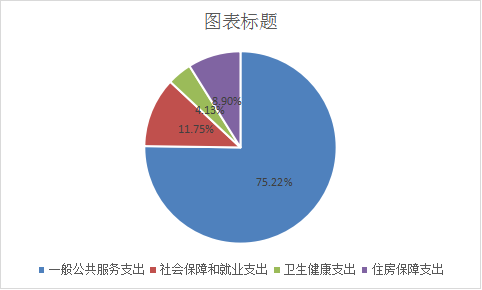 图表标题
8.90%
4.13%
11.75%
75.22%
一般公共服务支出 社会保障和就业支出 卫生健康支出 住房保障支出